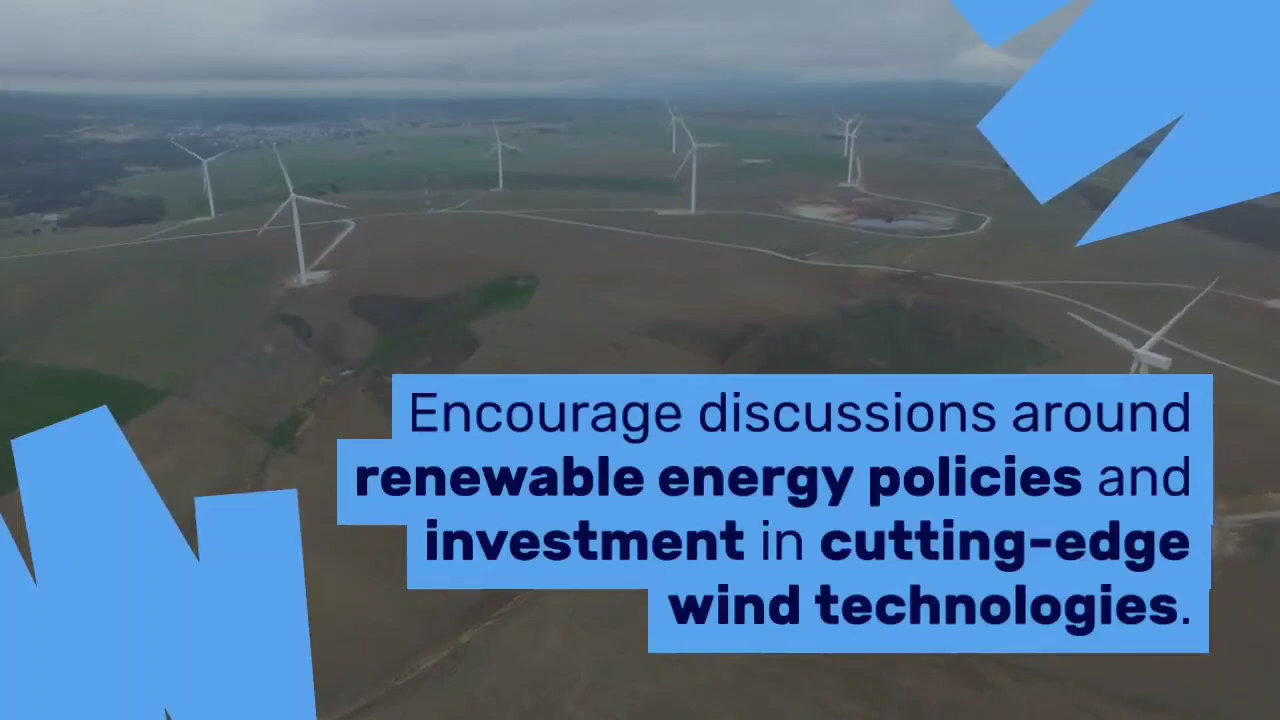 Encourage discussions around
renewable energy policies and
investment in cutting-edge
wind technologies.